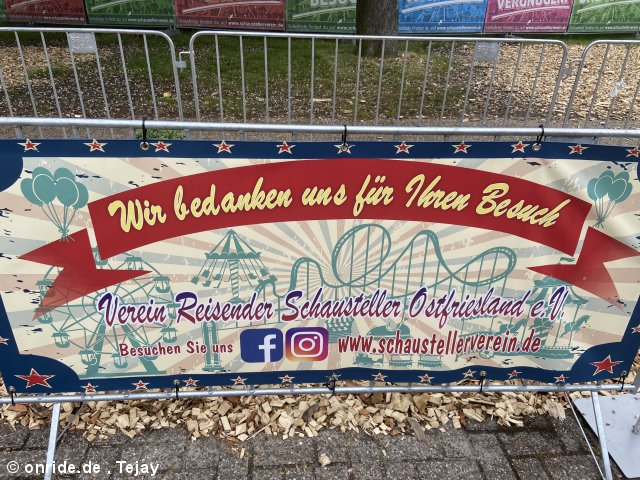 VERGNÜGEN
Wir bedanken uns für Ihren Besuch
Verein Reisender Schausteller Ostfriesland e.V.
Besuchen Sie uns f www.schaustellerverein.de
© onride.de , Tejay